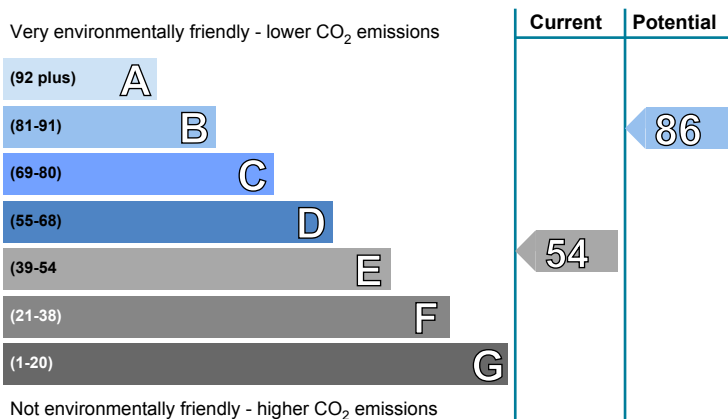 Current Potential
Very environmentally friendly - lower CO2 emissions
(92 plus) A
(81-91) B
86
(69-80) C
(55-68) D
54
(39-54 E
(21-38) F
(1-20) G
Not environmentally friendly - higher CO2 emissions